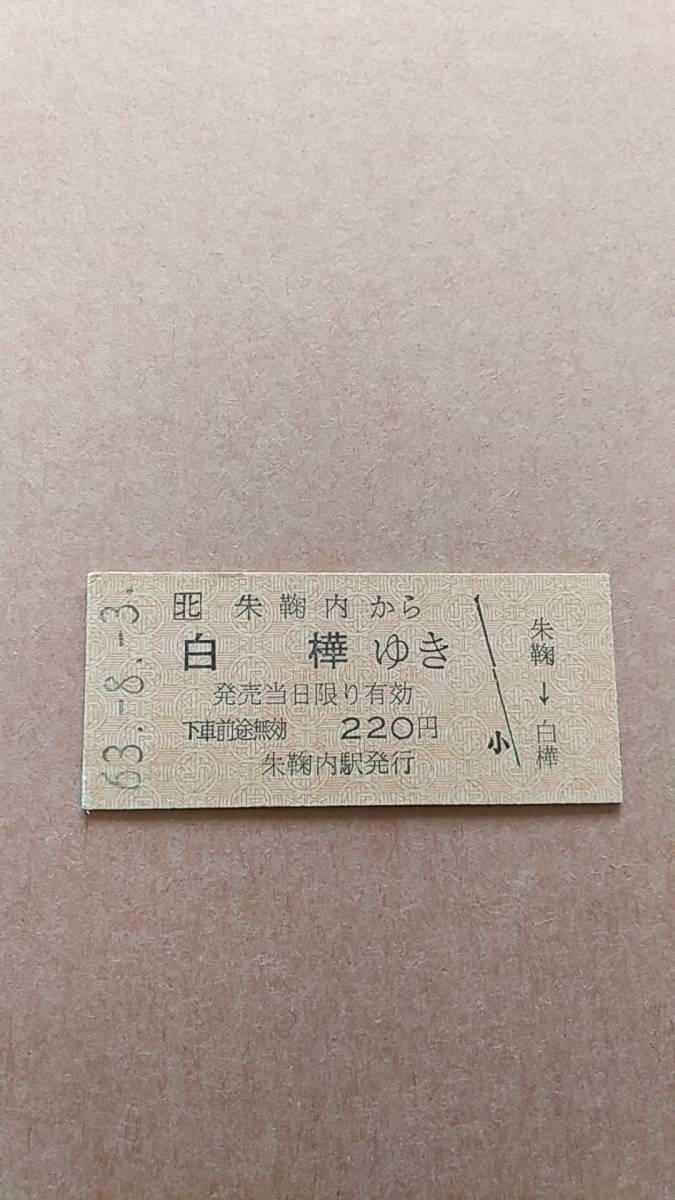 63.-8.-3.
北 朱鞠内から
白樺ゆき
発売当日限り有効
下車前途無効 220円
朱鞠内駅発行
小
朱鞠
↓
白樺